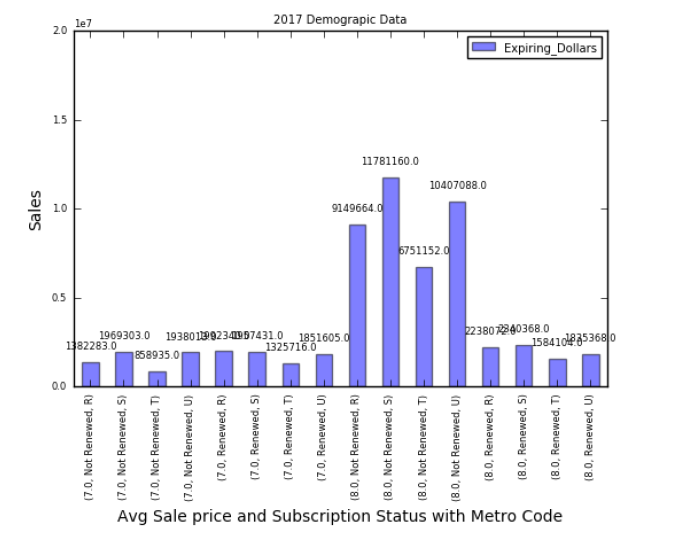 2017 Demograpic Data
1e7
Expiring_Dollars
2.0
1.5
1.0
0.5
0.0
Sales
1382283.0
1969303.0
858935.0
1325716.0
1851605.0
9149664.0
11781160.0
6751152.0
10407088.0
2238072.0
2340368.0
1584104.0
1835368.0
(7.0, Not Renewed, R)
(7.0, Not Renewed, S)
(7.0, Not Renewed, T)
(7.0, Not Renewed, U)
(7.0, Renewed, R)
(7.0, Renewed, S)
(7.0, Renewed, T)
(7.0, Renewed, U)
(8.0, Not Renewed, R)
(8.0, Not Renewed, S)
(8.0, Not Renewed, T)
(8.0, Not Renewed, U)
(8.0, Renewed, R)
(8.0, Renewed, S)
(8.0, Renewed, T)
(8.0, Renewed, U)
Avg Sale price and Subscription Status with Metro Code